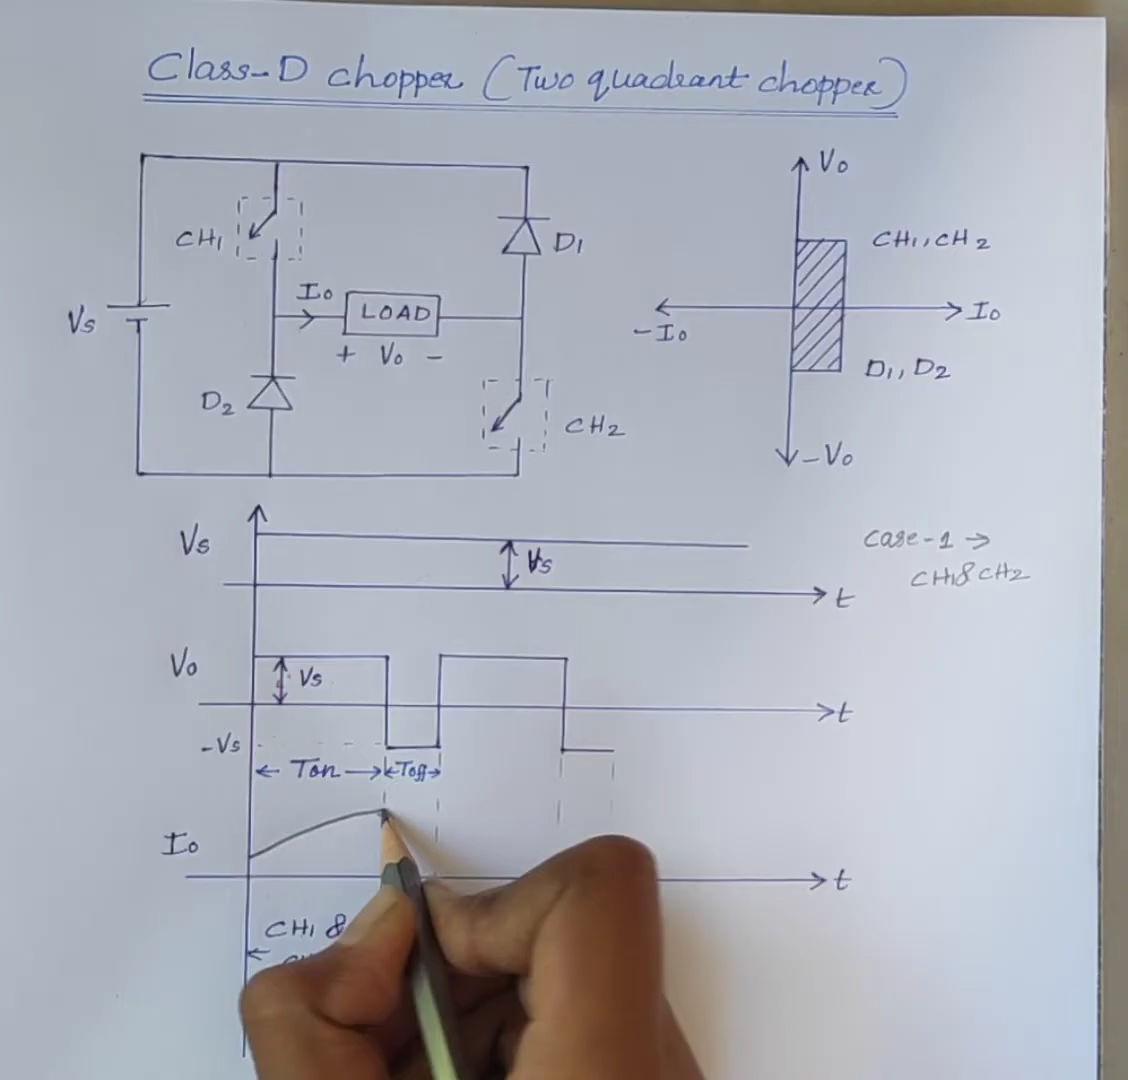 Class-D chopper (Two quadrant chopper)
CH1
D1
Vs
Io
LOAD
+ Vo -
D2
CH2
Vo
CH1, CH2
-Io
Io
D1, D2
-Vo
Vs
Vs
t
Case-1 →
CH1 & CH2
Vo
Vs
t
-Vs
Ton
Toff
Io
t
CH1 &